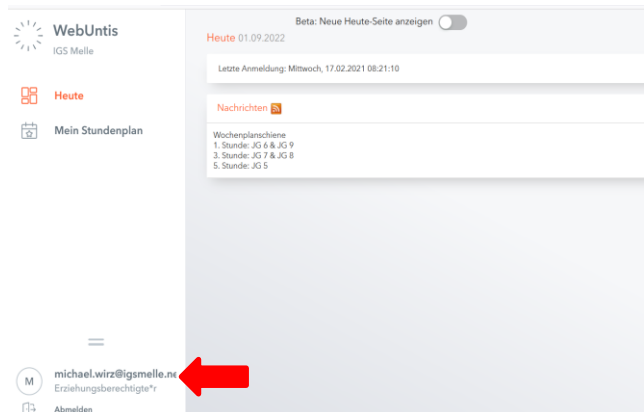 WebUntis
IGS Melle
Heute
Mein Stundenplan
michael.wirz@igsmelle.ne
Erziehungsberechtigte*r
M
Abmelden
Beta: Neue Heute-Seite anzeigen
Heute 01.09.2022
Letzte Anmeldung: Mittwoch, 17.02.2021 08:21:10
Nachrichten
Wochenplanschiene
1. Stunde: JG 6 & JG 9
3. Stunde: JG 7 & JG 8
5. Stunde: JG 5